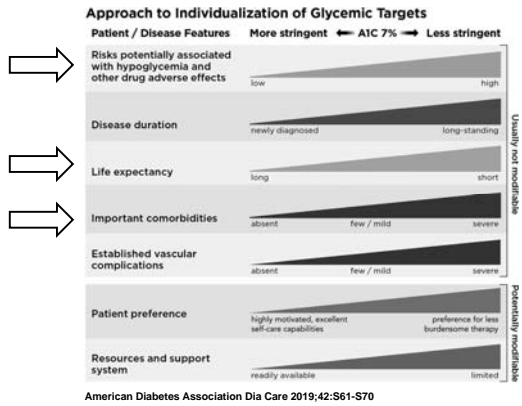 Approach to Individualization of Glycemic Targets
Patient / Disease Features More stringent A1C 7% Less stringent
Risks potentially associated
with hypoglycemia and
other drug adverse effects
low high
Disease duration
newly diagnosed long-standing
Life expectancy
long short
Important comorbidities
absent few / mild severe
Established vascular
complications
absent few / mild severe
Usually not modifiable
Patient preference
highly motivated, excellent
self-care capabilities
preference for less
burdensome therapy
Resources and support
system
readily available limited
Potentially modifiable
American Diabetes Association Dia Care 2019;42:S61-S70